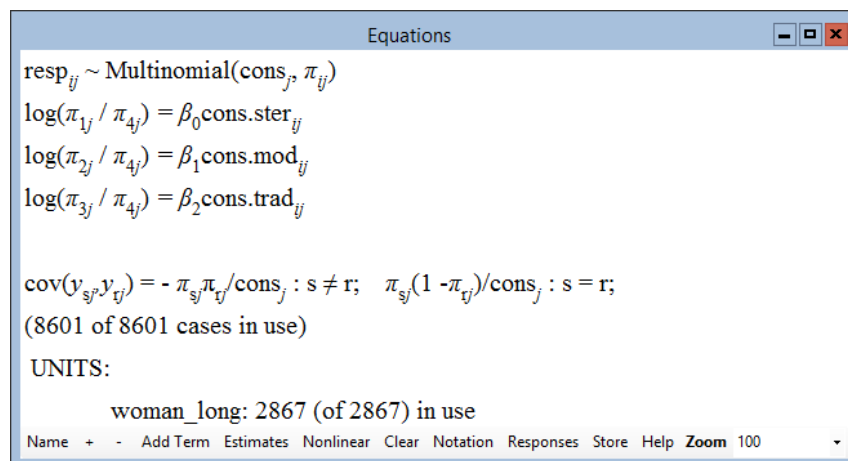 Equations
resp_ij ~ Multinomial(cons_j, π_ij)
log(π_1j / π_4j) = β_0cons.ster_ij
log(π_2j / π_4j) = β_1cons.mod_ij
log(π_3j / π_4j) = β_2cons.trad_ij
cov(y_sj,y_rj) = - π_sjπ_rj/cons_j : s ≠ r; π_sj(1 -π_rj)/cons_j : s = r;
(8601 of 8601 cases in use)
UNITS:
woman_long: 2867 (of 2867) in use
Name + - Add Term Estimates Nonlinear Clear Notation Responses Store Help Zoom 100